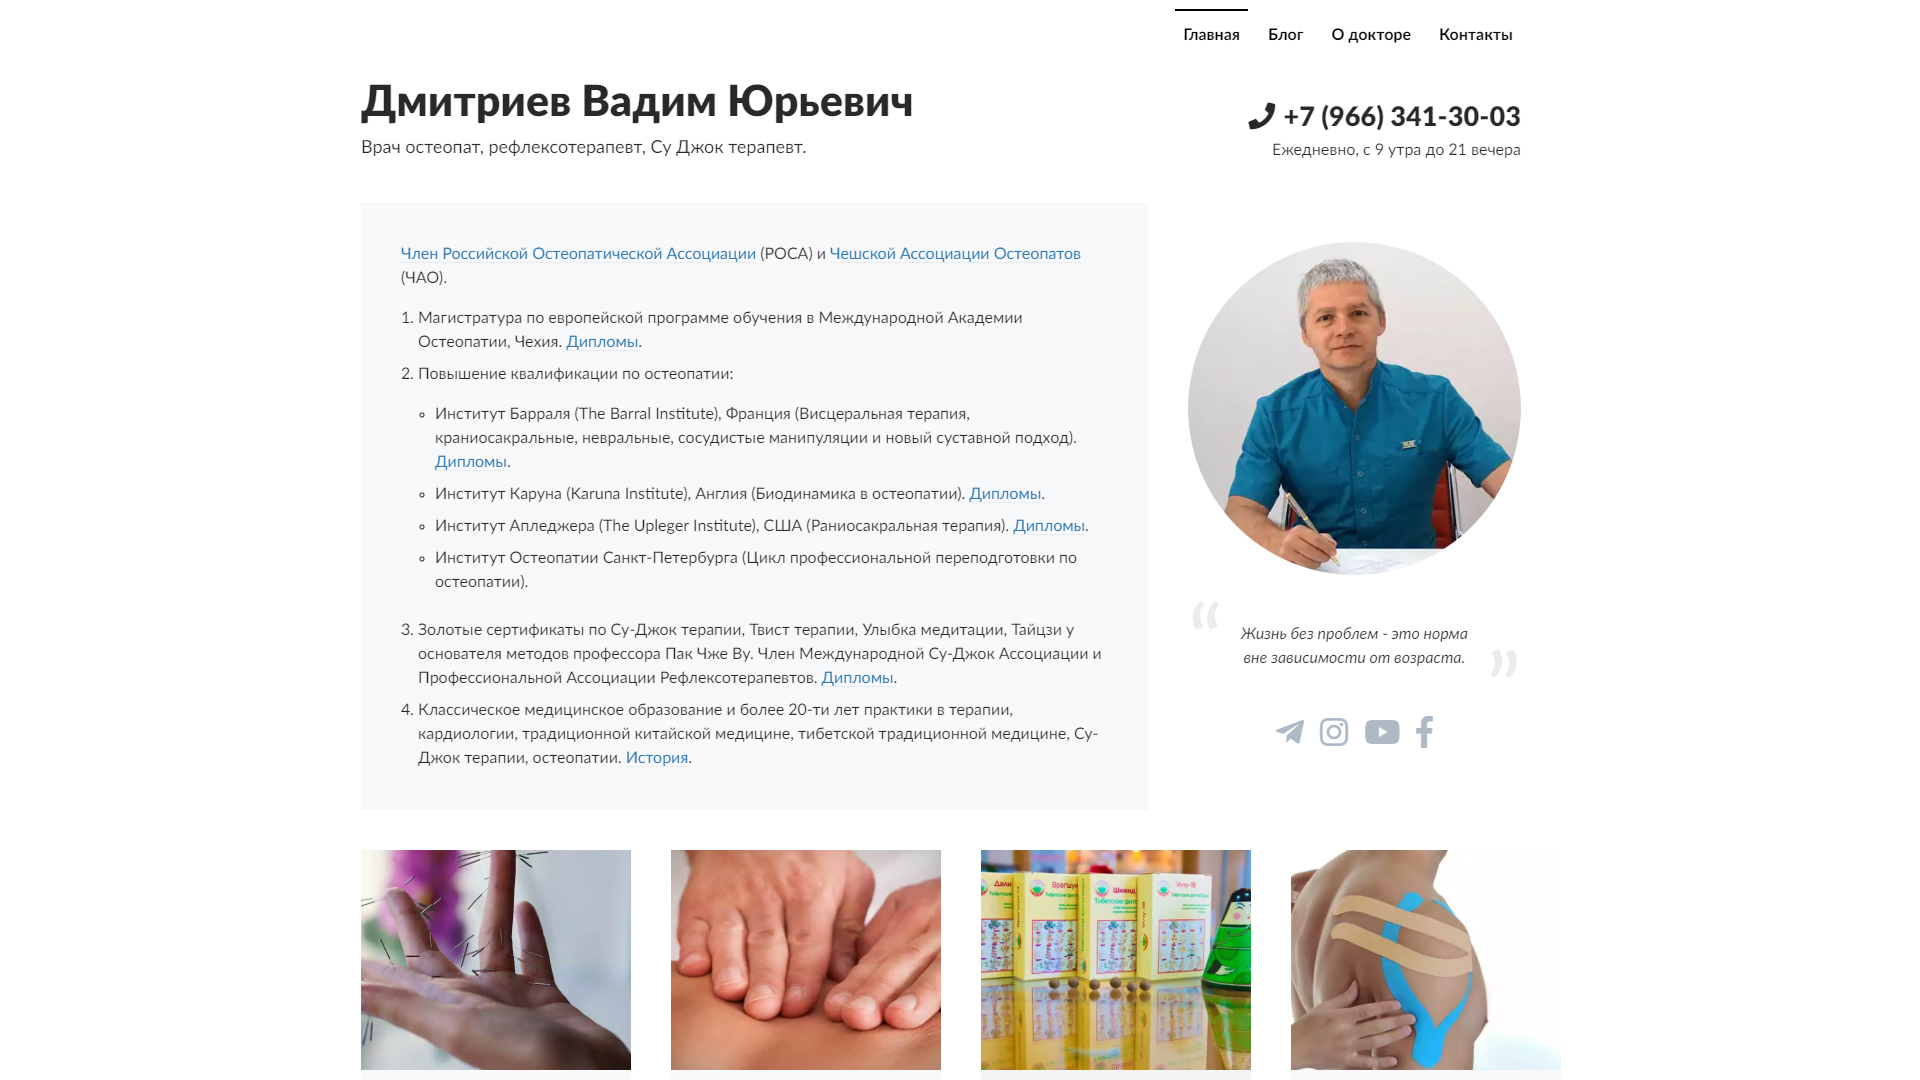 Главная Блог О докторе Контакты
Дмитриев Вадим Юрьевич
Врач остеопат, рефлексотерапевт, Су Джок терапевт.
+7 (966) 341-30-03
Ежедневно, с 9 утра до 21 вечера
Член Российской Остеопатической Ассоциации (РОСА) и Чешской Ассоциации Остеопатов
(ЧАО).
1. Магистратура по европейской программе обучения в Международной Академии
Остеопатии, Чехия. Дипломы.
2. Повышение квалификации по остеопатии:
Институт Барраля (The Barral Institute), Франция (Висцеральная терапия,
краниосакральные, невральные, сосудистые манипуляции и новый суставной подход).
Дипломы.
Институт Каруна (Karuna Institute), Англия (Биодинамика в остеопатии). Дипломы.
Институт Апледжера (The Upleger Institute), США (Раниосакральная терапия). Дипломы.
Институт Остеопатии Санкт-Петербурга (Цикл профессиональной переподготовки по
остеопатии).
3. Золотые сертификаты по Су-Джок терапии, Твист терапии, Улыбка медитации, Тайцзи у
основателя методов профессора Пак Чже Ву. Член Международной Су-Джок Ассоциации и
Профессиональной Ассоциации Рефлексотерапевтов. Дипломы.
4. Классическое медицинское образование и более 20-ти лет практики в терапии,
кардиологии, традиционной китайской медицине, тибетской традиционной медицине, Су-
Джок терапии, остеопатии. История.
“ Жизнь без проблем - это норма
вне зависимости от возраста. ”
Шижид